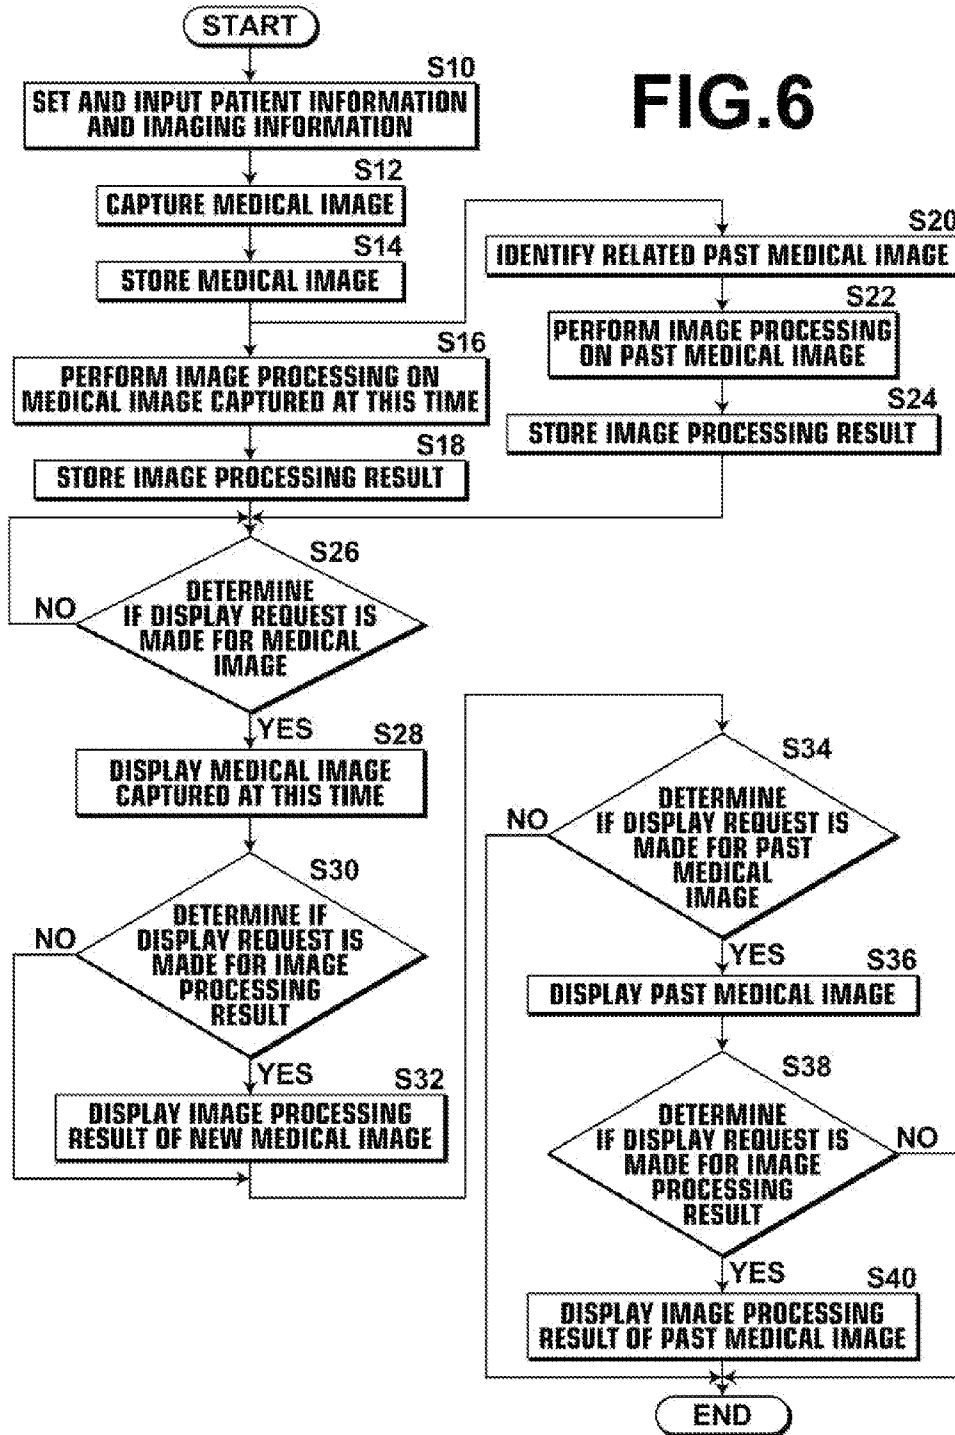 START
FIG.6
S10
SET AND INPUT PATIENT INFORMATION
AND IMAGING INFORMATION
S12
CAPTURE MEDICAL IMAGE
S14
STORE MEDICAL IMAGE
S16
PERFORM IMAGE PROCESSING ON
MEDICAL IMAGE CAPTURED AT THIS TIME
S18
STORE IMAGE PROCESSING RESULT
S20
IDENTIFY RELATED PAST MEDICAL IMAGE
S22
PERFORM IMAGE PROCESSING
ON PAST MEDICAL IMAGE
S24
STORE IMAGE PROCESSING RESULT
S26
DETERMINE
IF DISPLAY REQUEST IS
MADE FOR MEDICAL
IMAGE
NO
YES
S28
DISPLAY MEDICAL IMAGE
CAPTURED AT THIS TIME
S30
DETERMINE IF
DISPLAY REQUEST IS
MADE FOR IMAGE
PROCESSING
RESULT
NO
YES
S32
DISPLAY IMAGE PROCESSING
RESULT OF NEW MEDICAL IMAGE
S34
DETERMINE
IF DISPLAY REQUEST IS
MADE FOR PAST
MEDICAL
IMAGE
NO
YES
S36
DISPLAY PAST MEDICAL IMAGE
S38
DETERMINE
IF DISPLAY REQUEST IS
MADE FOR IMAGE
PROCESSING
RESULT
NO
YES
S40
DISPLAY IMAGE PROCESSING
RESULT OF PAST MEDICAL IMAGE
END